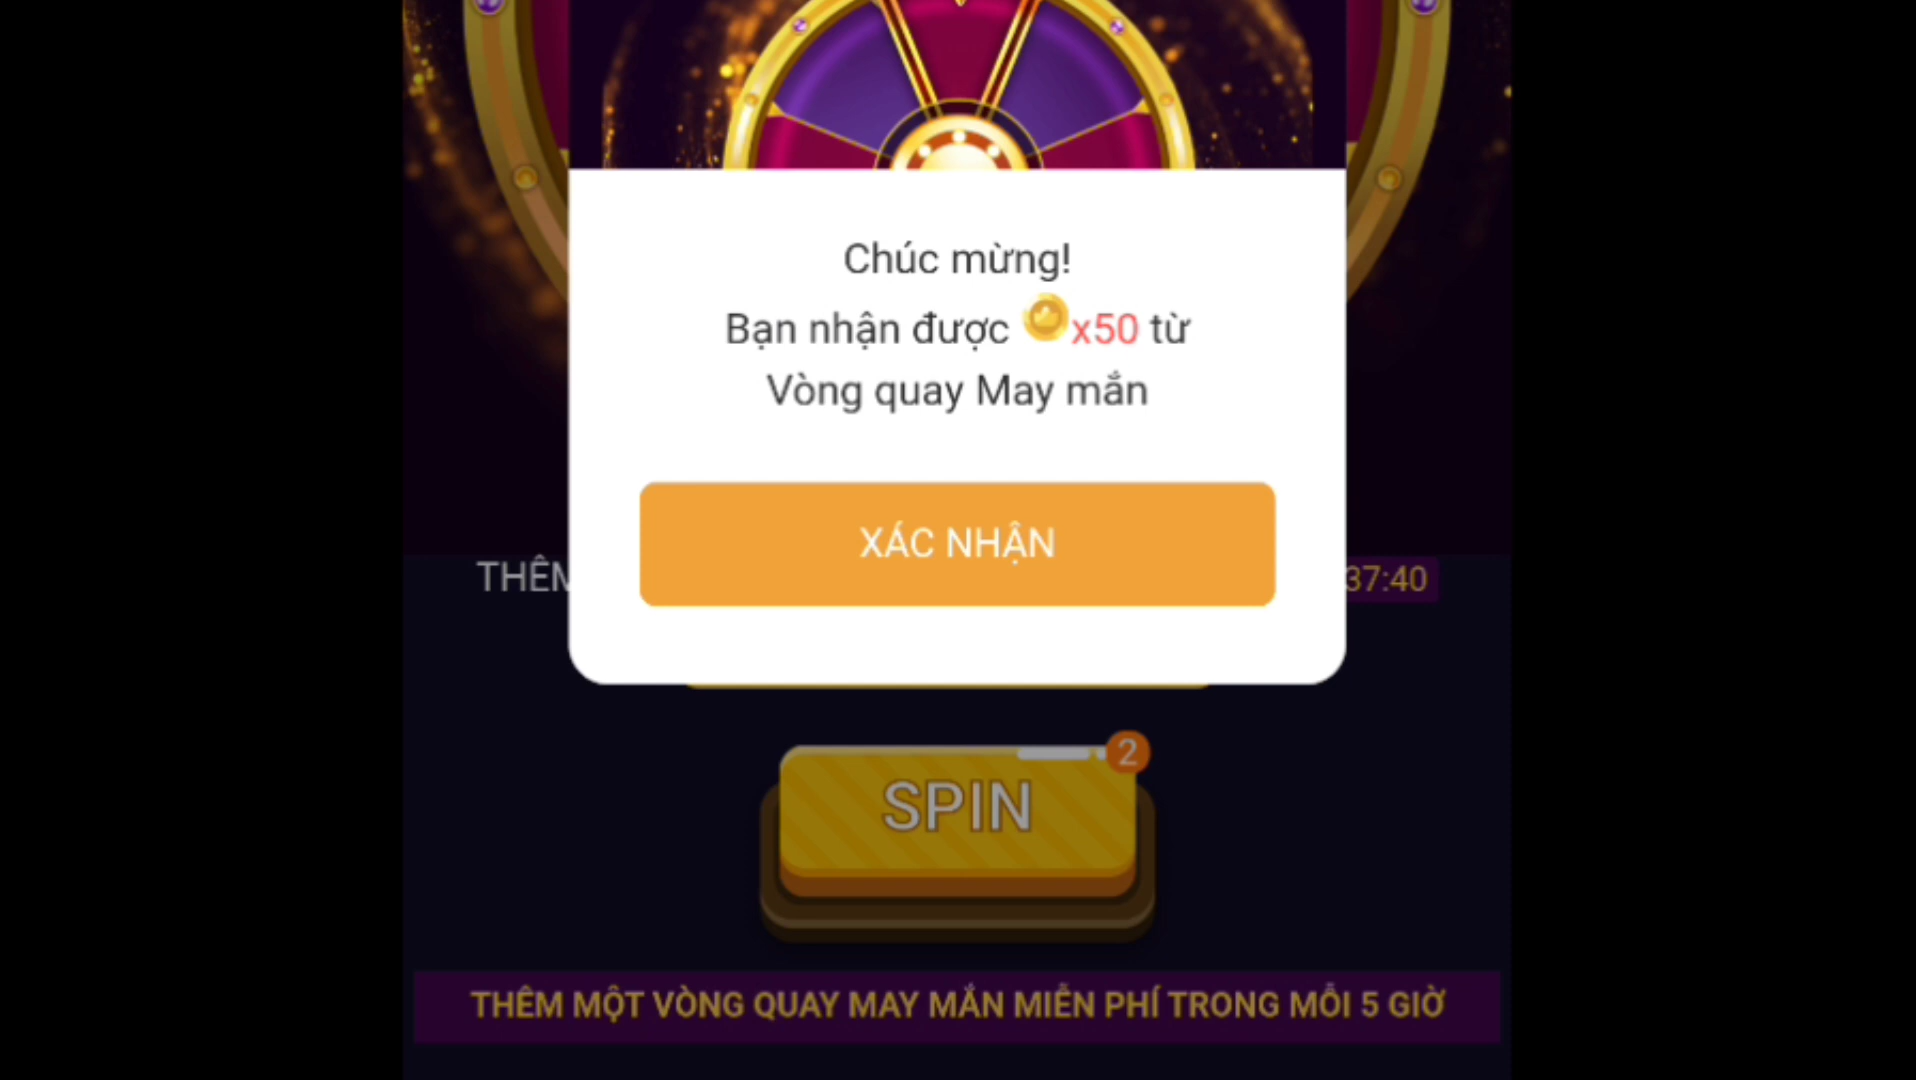 Chúc mừng!
Bạn nhận được x50 từ
Vòng quay May mắn
XÁC NHẬN
37:40
2
SPIN
THÊM MỘT VÒNG QUAY MAY MẮN MIỄN PHÍ TRONG MỖI 5 GIỜ